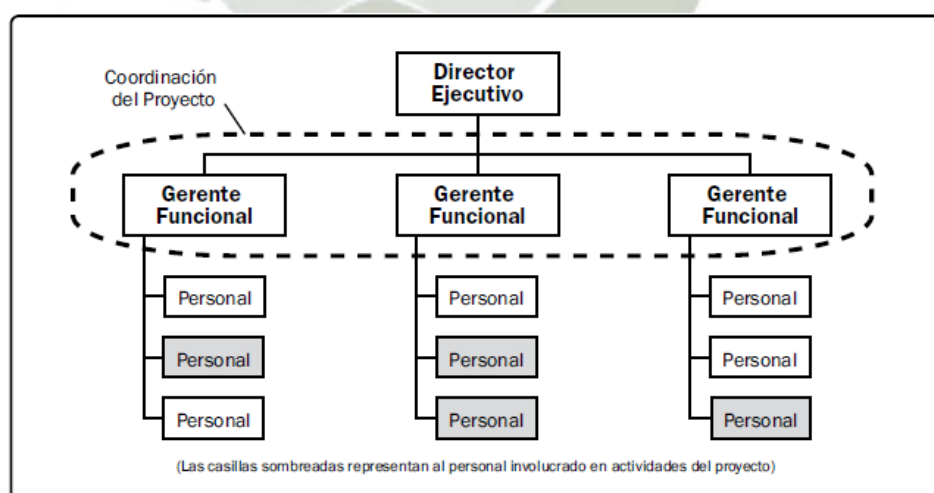 Coordinación
del Proyecto
Director
Ejecutivo
Gerente
Funcional
Gerente
Funcional
Gerente
Funcional
Personal
Personal
Personal
Personal
Personal
Personal
Personal
Personal
Personal
(Las casillas sombreadas representan al personal involucrado en actividades del proyecto)